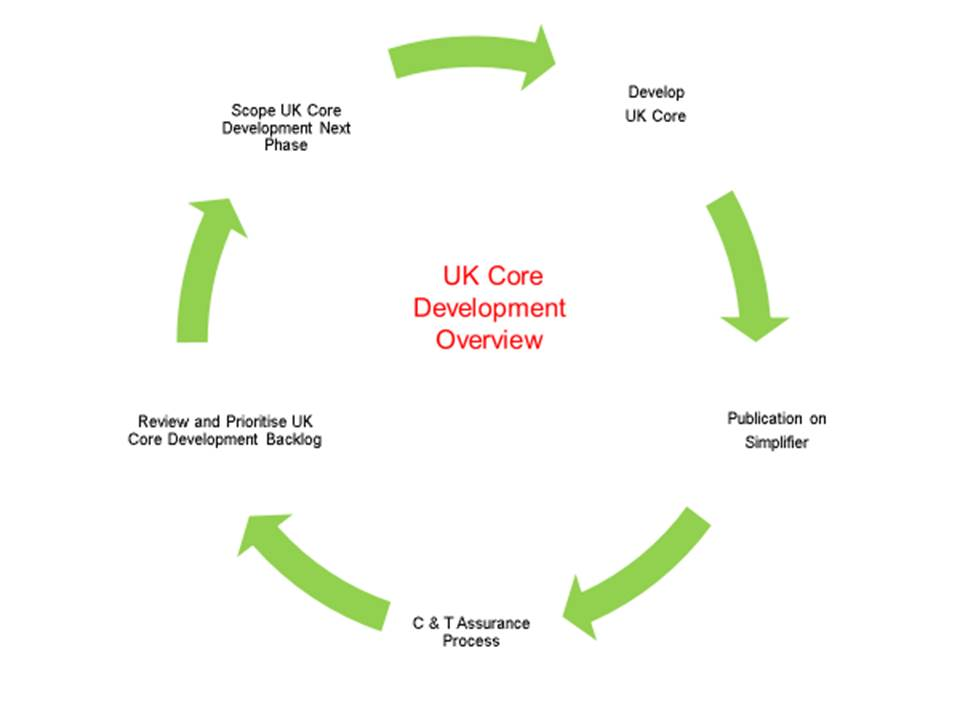 Scope UK Core
Development Next
Phase
Develop
UK Core
UK Core
Development
Overview
Publication on
Simplifier
C & T Assurance
Process
Review and Prioritise UK
Core Development Backlog